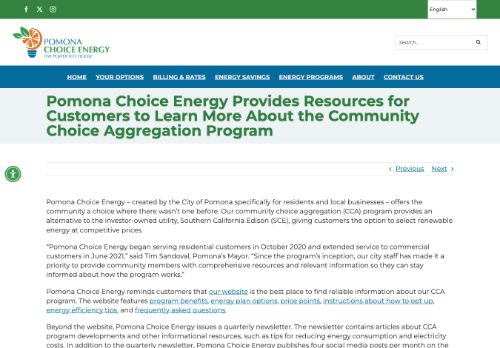 English
POMONA
CHOICE ENERGY
THE POWER TO CHOOSE
Search...
HOME YOUR OPTIONS BILLING & RATES ENERGY SAVINGS ENERGY PROGRAMS ABOUT CONTACT US
Pomona Choice Energy Provides Resources for
Customers to Learn More About the Community
Choice Aggregation Program
Previous Next
Pomona Choice Energy – created by the City of Pomona specifically for residents and local businesses – offers the
community a choice where there wasn't one before. Our community choice aggregation (CCA) program provides an
alternative to the investor-owned utility, Southern California Edison (SCE), giving customers the option to select renewable
energy at competitive prices.
"Pomona Choice Energy began serving residential customers in October 2020 and extended service to commercial
customers in June 2021," said Tim Sandoval, Pomona's Mayor. "Since the program's inception, our city staff has made it a
priority to provide community members with comprehensive resources and relevant information so they can stay
informed about how the program works."
Pomona Choice Energy reminds customers that our website is the best place to find reliable information about our CCA
program. The website features program benefits, energy plan options, price points, instructions about how to opt up,
energy efficiency tips, and frequently asked questions.
Beyond the website, Pomona Choice Energy issues a quarterly newsletter. The newsletter contains articles about CCA
program developments and other informational resources, such as tips for reducing energy consumption and electricity
costs. In addition to the quarterly newsletter, Pomona Choice Energy publishes four social media posts per month on the